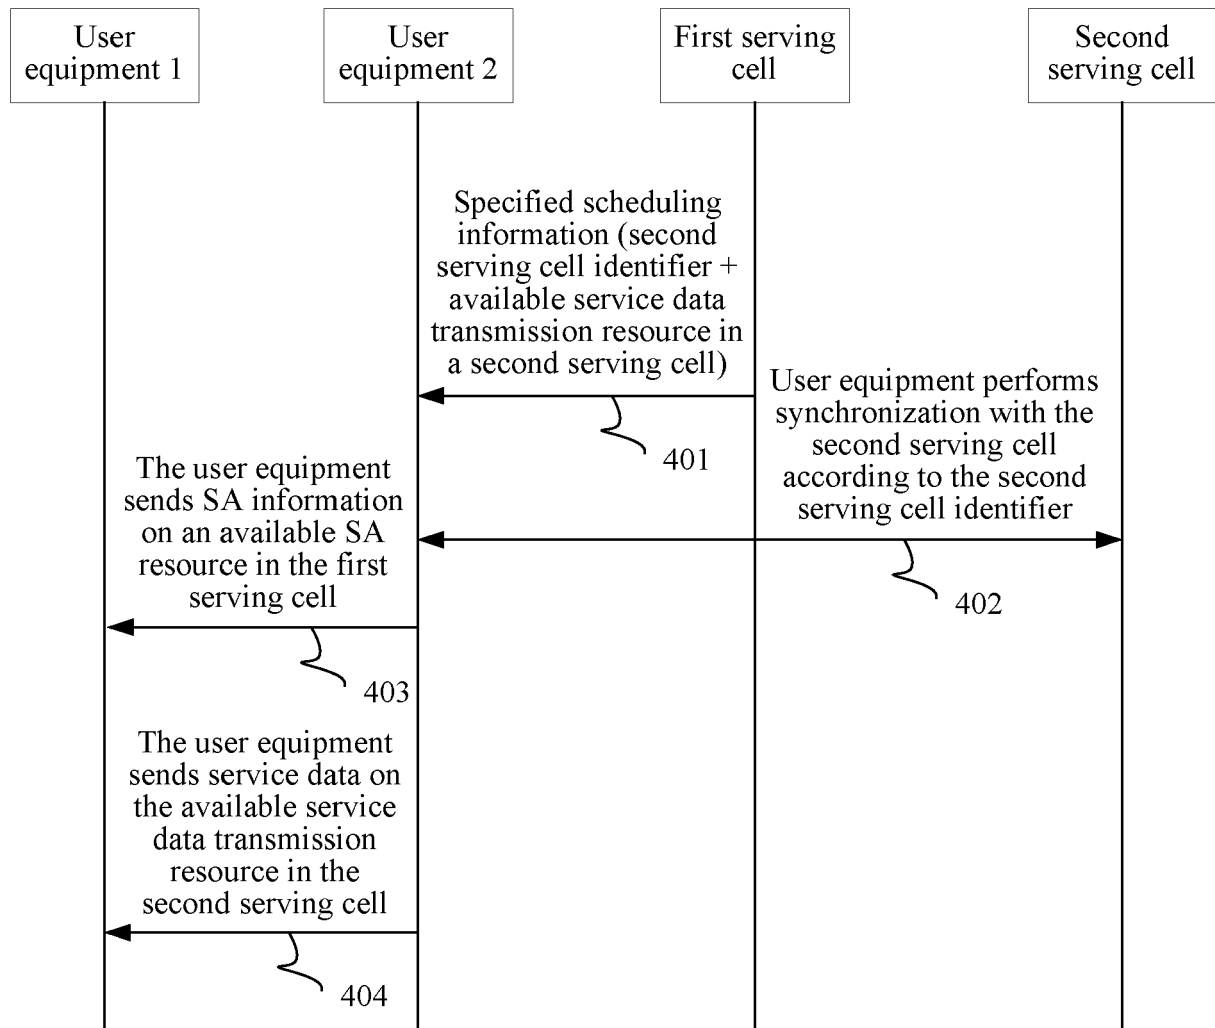 User
equipment 1
User
equipment 2
First serving
cell
Second
serving cell
Specified scheduling
information (second
serving cell identifier +
available service data
transmission resource in
a second serving cell)
401
User equipment performs
synchronization with the
second serving cell
according to the second
serving cell identifier
402
The user equipment
sends SA information
on an available SA
resource in the first
serving cell
403
The user equipment
sends service data on
the available service
data transmission
resource in the
second serving cell
404